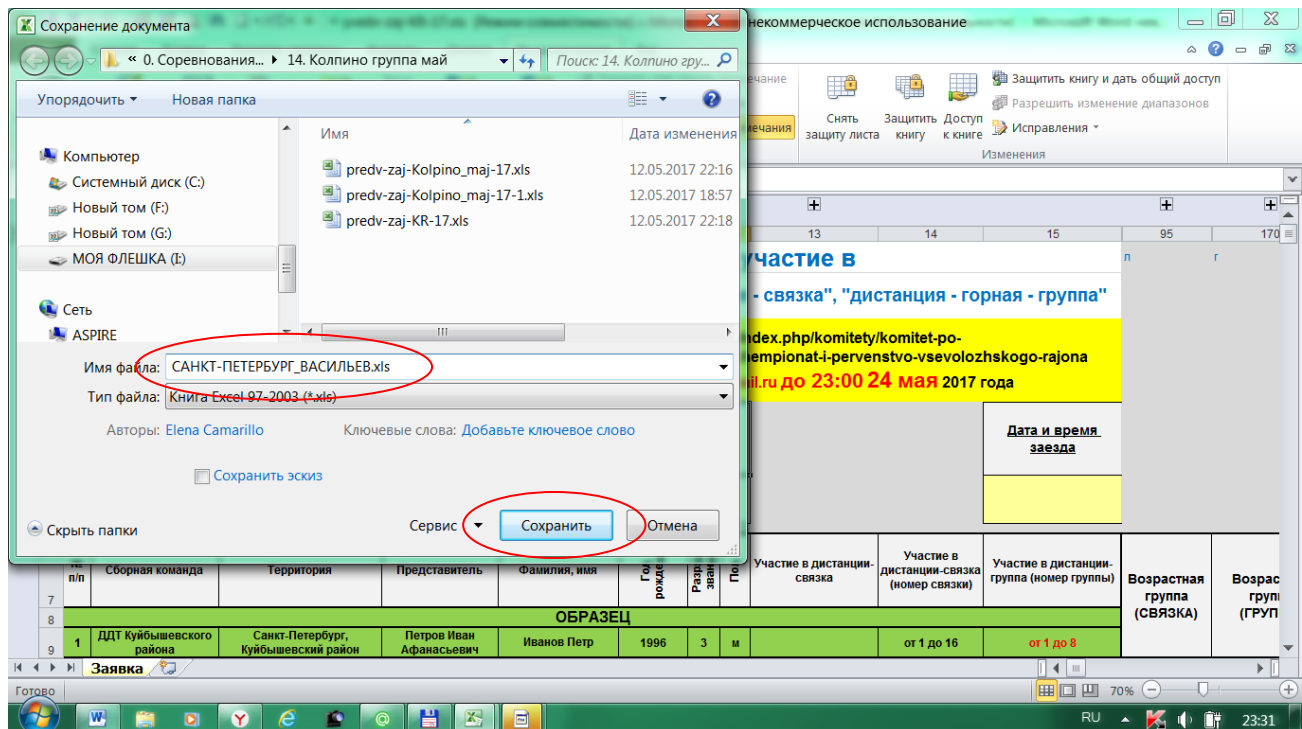 Сохранение документа
« 0. Соревнования... 14. Колпино группа май
Поиск: 14. Колпино гру...
Упорядочить Новая папка
Имя Дата изменения
Компьютер
Системный диск (C:)
Новый том (F:)
Новый том (G:)
МОЯ ФЛЕШКА (I:)
Сеть
ASPIRE
predv-zaj-Kolpino_maj-17.xls 12.05.2017 22:16
predv-zaj-Kolpino_maj-17-1.xls 12.05.2017 18:57
predv-zaj-KR-17.xls 12.05.2017 22:18
Имя файла: САНКТ-ПЕТЕРБУРГ_ВАСИЛЬЕВ.xls
Тип файла: Книга Excel 97-2003 (*.xls)
Авторы: Elena Camarillo Ключевые слова: Добавьте ключевое слово
Сохранить эскиз
Скрыть папки Сервис Сохранить Отмена
некоммерческое использование
Снять защиту листа
Защитить книгу
Доступ к книге
Защитить книгу и дать общий доступ
Разрешить изменение диапазонов
Исправления
Изменения
13 14 15 95 170
участие в
л г
- связка", "дистанция - горная - группа"
ndex.php/komitety/komitet-po-
empionat-i-pervenstvo-vsevolozhskogo-rajona
il.ru до 23:00 24 мая 2017 года
Дата и время
заезда
7
п/п
Сборная команда
Территория
Представитель
Фамилия, имя
Участие в дистанции-
связка
Участие в
дистанции-связка
(номер связки)
Участие в дистанции-
группа (номер группы)
Возрастная
группа
(СВЯЗКА)
8 ОБРАЗЕЦ
9 1
ДДТ Куйбышевского
района
Санкт-Петербург,
Куйбышевский район
Петров Иван
Афанасьевич
Иванов Петр 1996 3 м от 1 до 16 от 1 до 8
Заявка
Готово 70%
RU 23:31